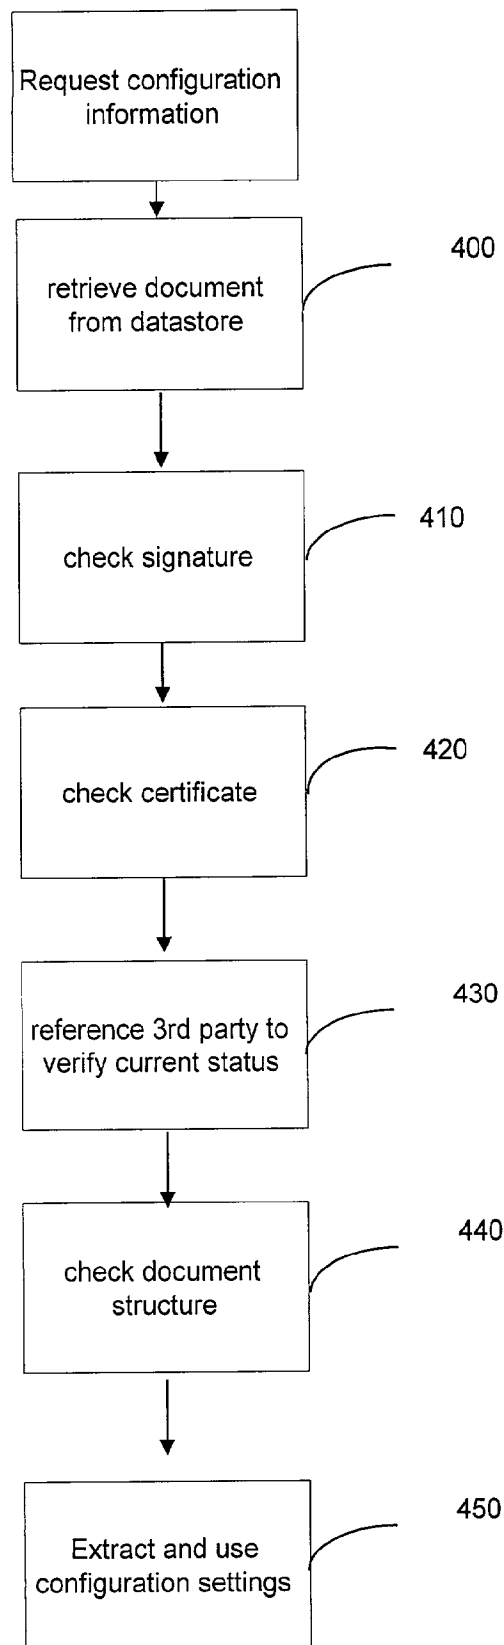 Request configuration
information
400
retrieve document
from datastore
410
check signature
420
check certificate
430
reference 3rd party to
verify current status
440
check document
structure
450
Extract and use
configuration settings